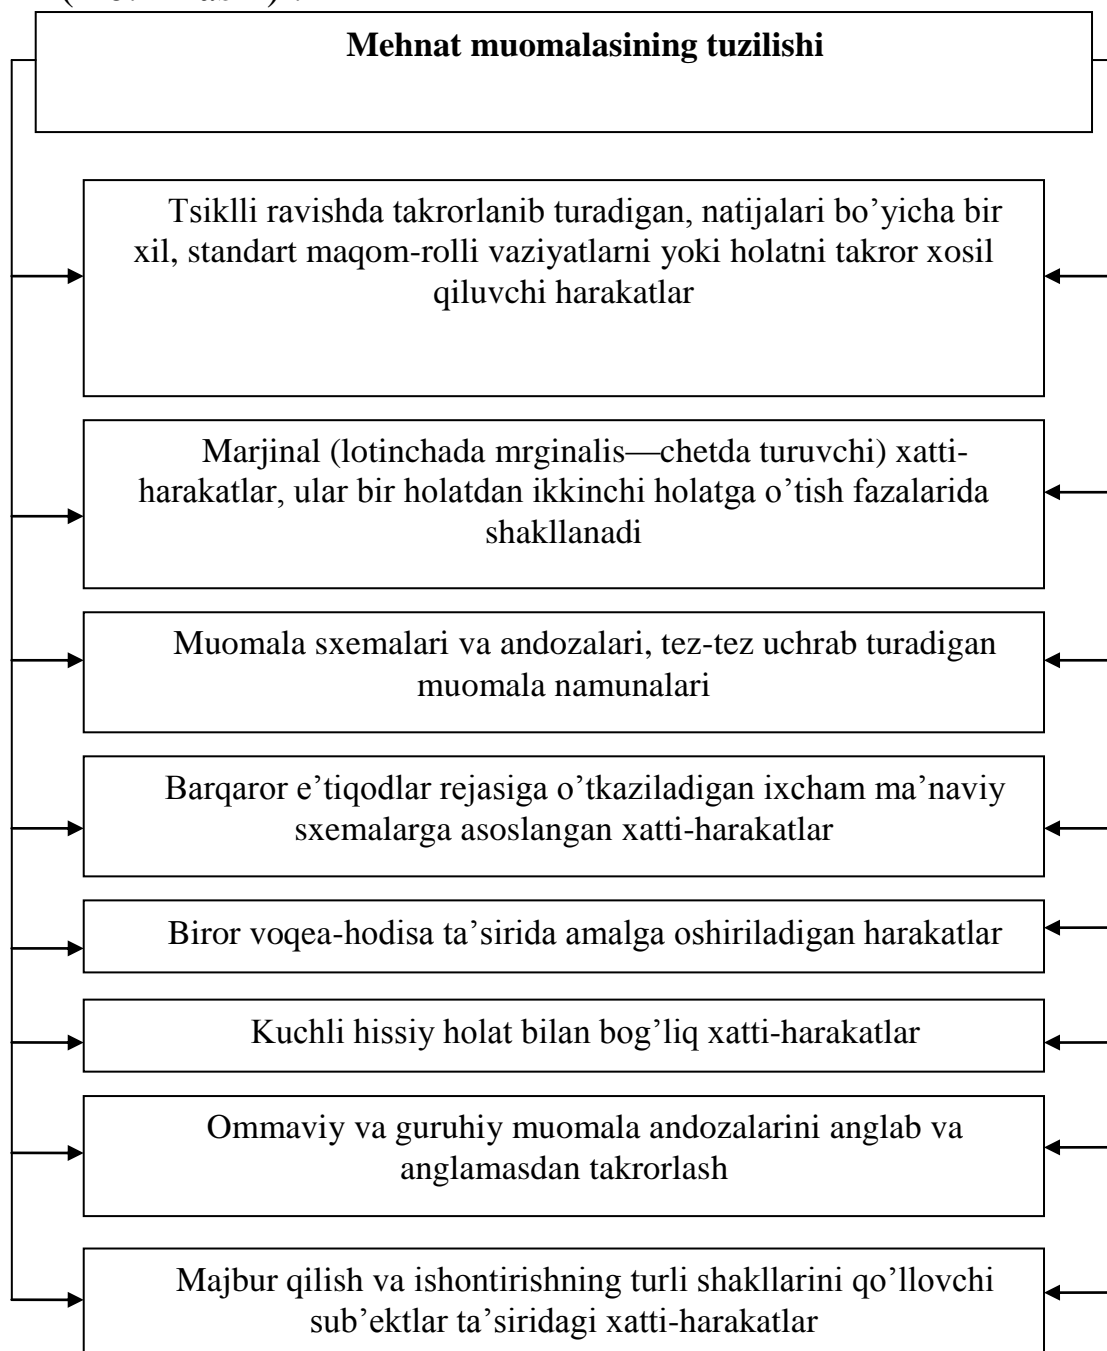 Mehnat muomalasining tuzilishi
Tsiklli ravishda takrorlanib turadigan, natijalari bo’yicha bir
xil, standart maqom-rolli vaziyatlarni yoki holatni takror xosil
qiluvchi harakatlar
Marjinal (lotinchada mrginalis—chetda turuvchi) xatti-
harakatlar, ular bir holatdan ikkinchi holatga o’tish fazalarida
shakllanadi
Muomala sxemalari va andozalari, tez-tez uchrab turadigan
muomala namunalari
Barqaror e’tiqodlar rejasiga o’tkaziladigan ixcham ma’naviy
sxemalarga asoslangan xatti-harakatlar
Biror voqea-hodisa ta’sirida amalga oshiriladigan harakatlar
Kuchli hissiy holat bilan bog’liq xatti-harakatlar
Ommaviy va guruhiy muomala andozalarini anglab va
anglamasdan takrorlash
Majbur qilish va ishontirishning turli shakllarini qo’llovchi
sub’ektlar ta’siridagi xatti-harakatlar